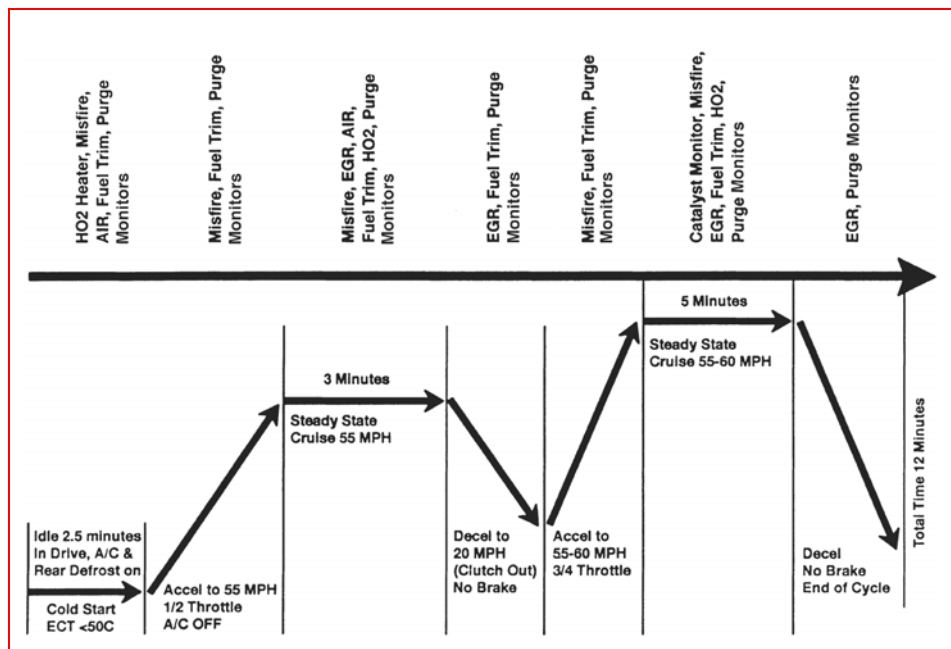 HO2 Heater, Misfire,
AIR, Fuel Trim, Purge
Monitors
Misfire, Fuel Trim, Purge
Monitors
Misfire, EGR, AIR,
Fuel Trim, HO2, Purge
Monitors
EGR, Fuel Trim, Purge
Monitors
Misfire, Fuel Trim, Purge
Monitors
Catalyst Monitor, Misfire,
EGR, Fuel Trim, HO2,
Purge Monitors
EGR, Purge Monitors
Idle 2.5 minutes
In Drive, A/C &
Rear Defrost on
Cold Start
ECT <50C
Accel to 55 MPH
1/2 Throttle
A/C OFF
3 Minutes
Steady State
Cruise 55 MPH
Decel to
20 MPH
(Clutch Out)
No Brake
Accel to
55-60 MPH
3/4 Throttle
5 Minutes
Steady State
Cruise 55-60 MPH
Decel
No Brake
End of Cycle
Total Time 12 Minutes